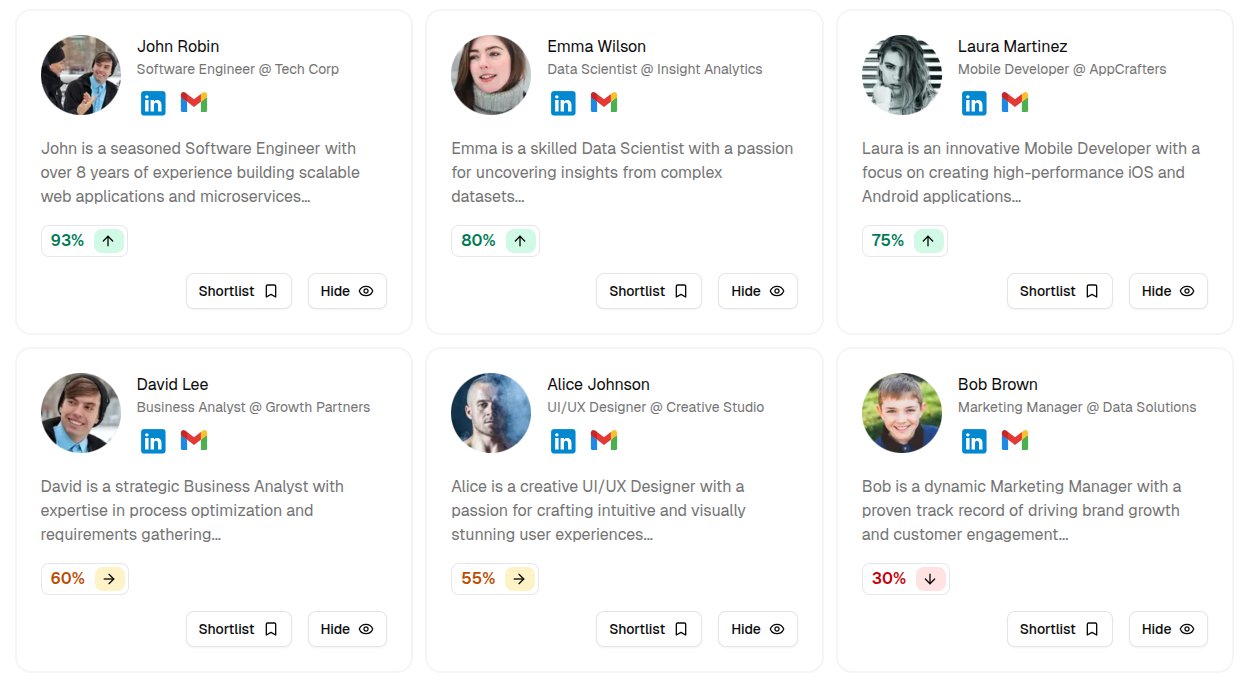 John Robin
Software Engineer @ Tech Corp
in
John is a seasoned Software Engineer with
over 8 years of experience building scalable
web applications and microservices...
93%
Shortlist
Hide
Emma Wilson
Data Scientist @ Insight Analytics
in
Emma is a skilled Data Scientist with a passion
for uncovering insights from complex
datasets...
80%
Shortlist
Hide
Laura Martinez
Mobile Developer @ AppCrafters
in
Laura is an innovative Mobile Developer with a
focus on creating high-performance iOS and
Android applications...
75%
Shortlist
Hide
David Lee
Business Analyst @ Growth Partners
in
David is a strategic Business Analyst with
expertise in process optimization and
requirements gathering...
60%
Shortlist
Hide
Alice Johnson
UI/UX Designer @ Creative Studio
in
Alice is a creative UI/UX Designer with a
passion for crafting intuitive and visually
stunning user experiences...
55%
Shortlist
Hide
Bob Brown
Marketing Manager @ Data Solutions
in
Bob is a dynamic Marketing Manager with a
proven track record of driving brand growth
and customer engagement...
30%
Shortlist
Hide